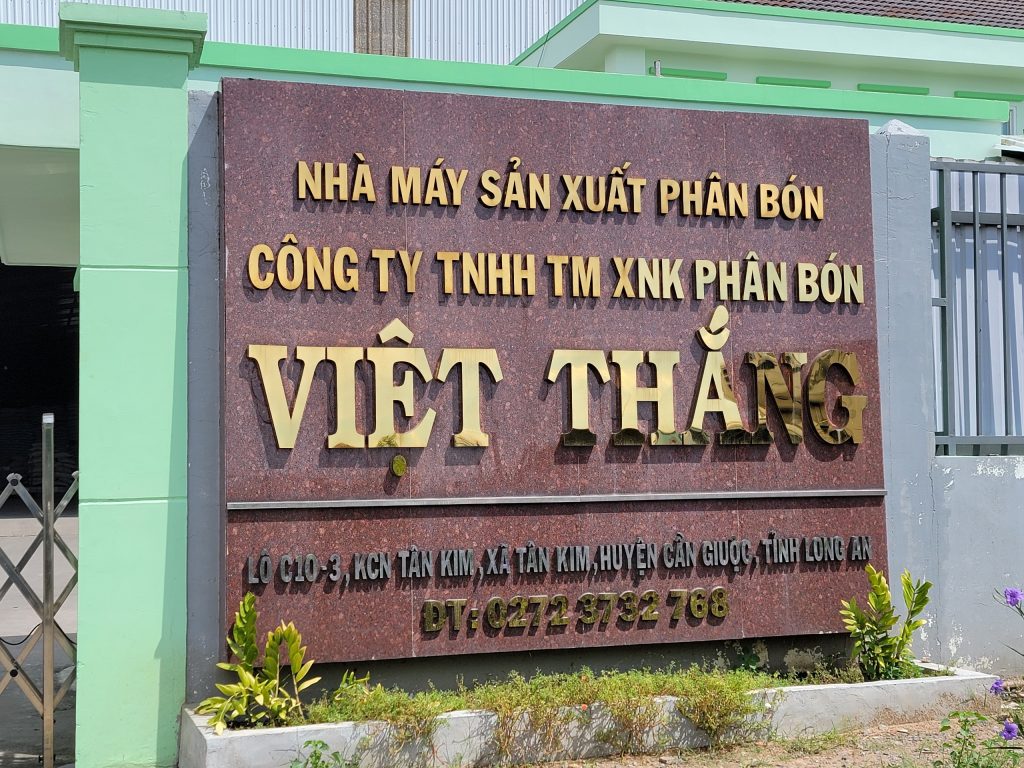 NHÀ MÁY SẢN XUẤT PHÂN BÓN
CÔNG TY TNHH TM XNK PHÂN BÓN
VIỆT THẮNG
LÔ C10-3, KCN TÂN KIM, XÃ TÂN KIM, HUYỆN CẦN GIUỘC, TỈNH LONG AN
ĐT: 0272 3732 768